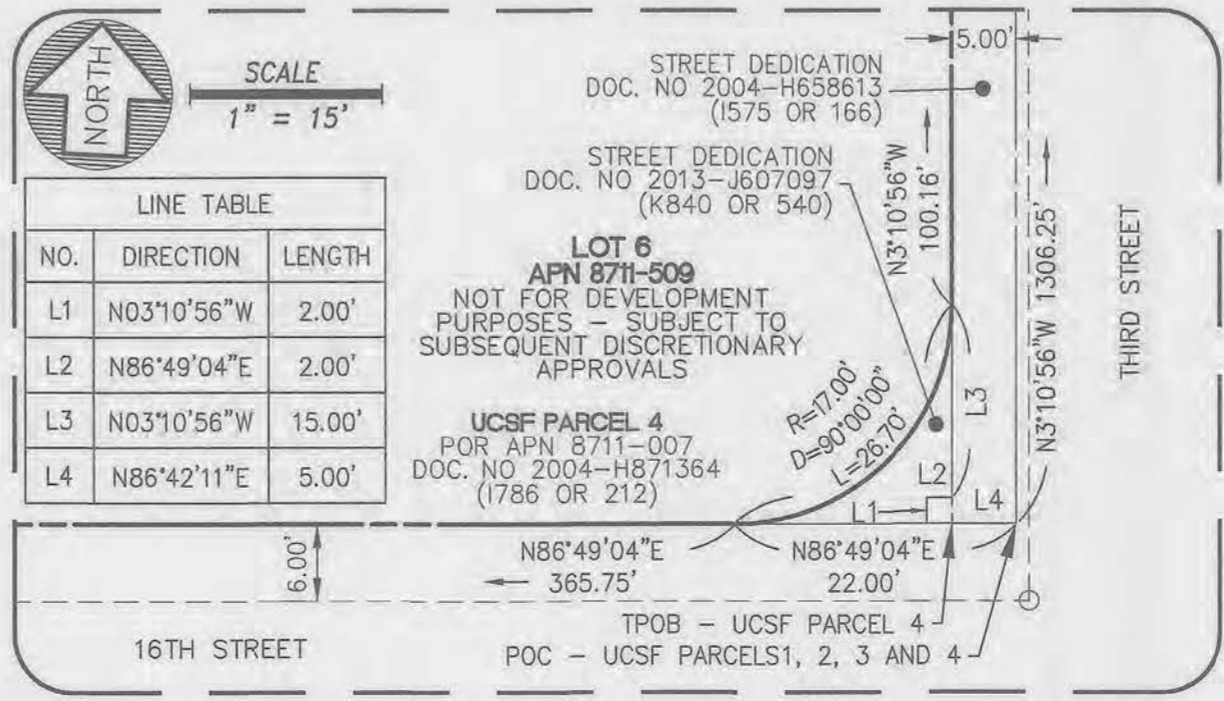 NORTH
SCALE
1" = 15'
LINE TABLE
NO. DIRECTION LENGTH
L1 N03°10'56"W 2.00'
L2 N86°49'04"E 2.00'
L3 N03°10'56"W 15.00'
L4 N86°42'11"E 5.00'
STREET DEDICATION
DOC. NO 2004-H658613
(I575 OR 166)
STREET DEDICATION
DOC. NO 2013-J607097
(K840 OR 540)
LOT 6
APN 8711-509
NOT FOR DEVELOPMENT
PURPOSES – SUBJECT TO
SUBSEQUENT DISCRETIONARY
APPROVALS
UCSF PARCEL 4
POR APN 8711-007
DOC. NO 2004-H871364
(I786 OR 212)
5.00'
N3°10'56"W
100.16'
N3°10'56"W 1306.25'
THIRD STREET
R=17.00'
D=90°00'00"
L=26.70'
L3
L2
L1
L4
6.00'
N86°49'04"E
365.75'
N86°49'04"E
22.00'
TPOB – UCSF PARCEL 4
POC – UCSF PARCELS1, 2, 3 AND 4
16TH STREET